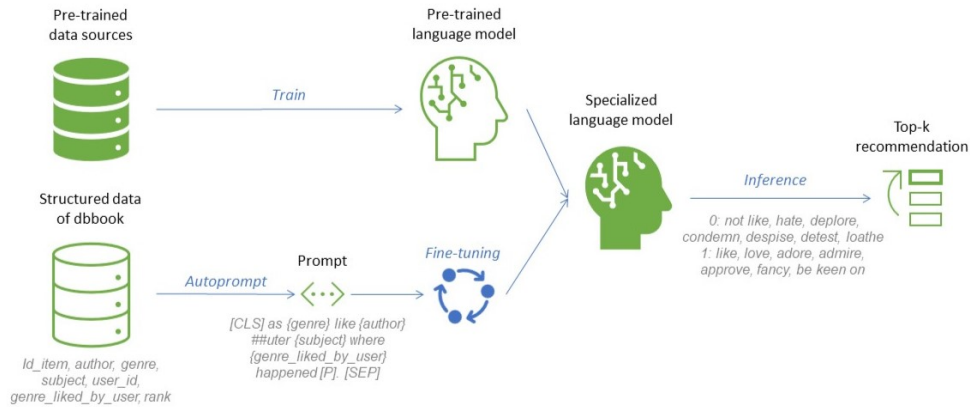 Pre-trained
data sources
Train
Pre-trained
language model
Specialized
language model
Inference
0: not like, hate, deplore,
condemn, despise, detest, loathe
1: like, love, adore, admire,
approve, fancy, be keen on
Top-k
recommendation
Structured data
of dbbook
Id_item, author, genre,
subject, user_id,
genre_liked_by_user, rank
Autoprompt
Prompt
[CLS] as {genre} like {author}
##uter {subject} where
{genre_liked_by_user}
happened [P]. [SEP]
Fine-tuning